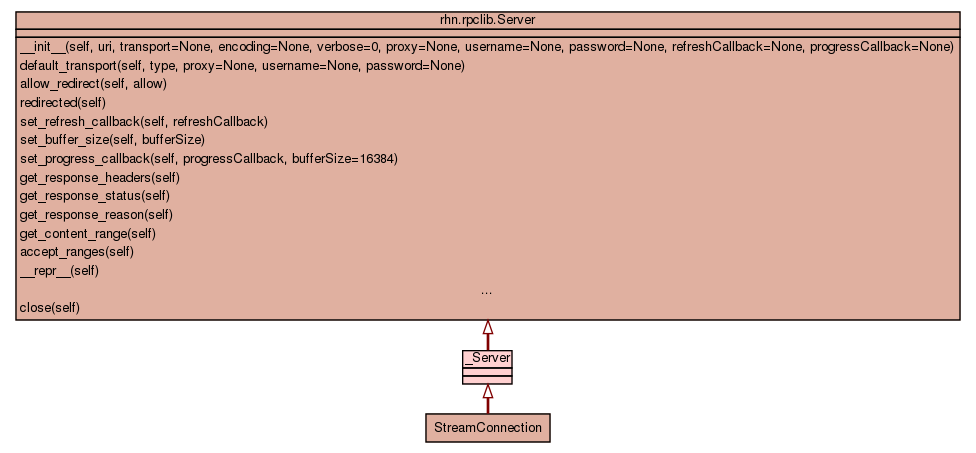 rhn.rpclib.Server
__init__(self, uri, transport=None, encoding=None, verbose=0, proxy=None, username=None, password=None, refreshCallback=None, progressCallback=None)
default_transport(self, type, proxy=None, username=None, password=None)
allow_redirect(self, allow)
redirected(self)
set_refresh_callback(self, refreshCallback)
set_buffer_size(self, bufferSize)
set_progress_callback(self, progressCallback, bufferSize=16384)
get_response_headers(self)
get_response_status(self)
get_response_reason(self)
get_content_range(self)
accept_ranges(self)
__repr__(self)
...
close(self)
_Server
StreamConnection